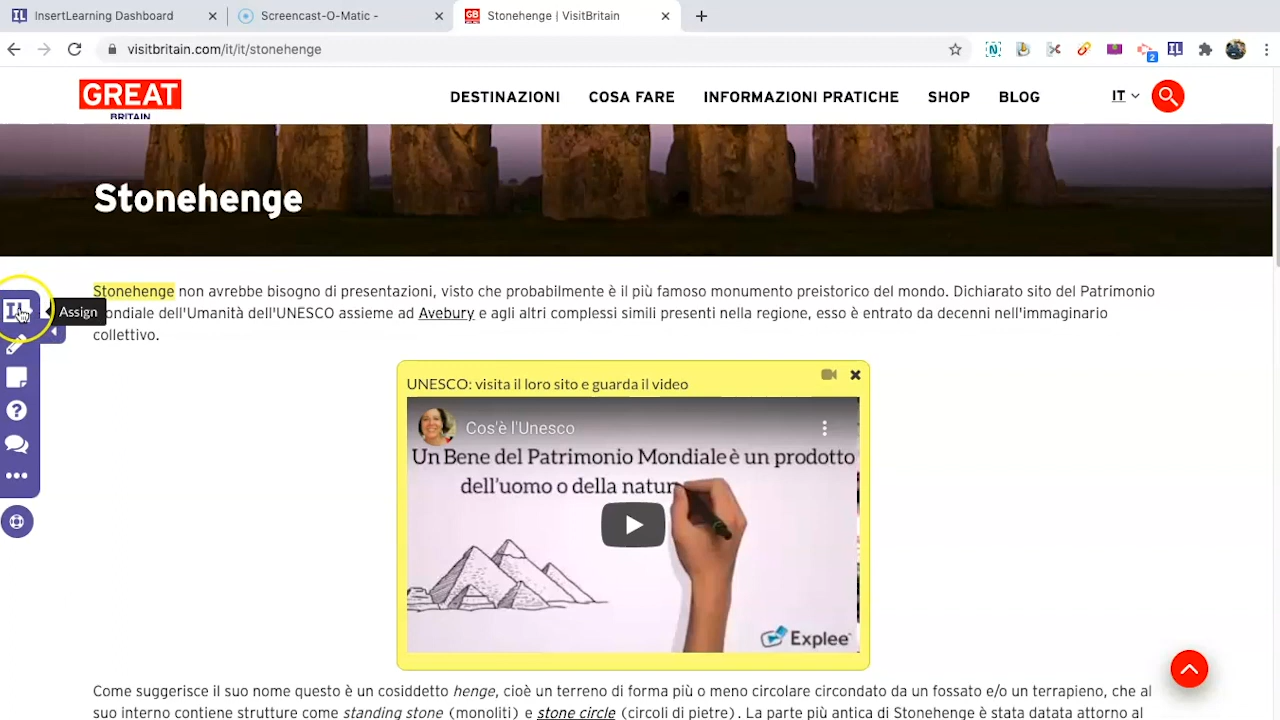 InsertLearning Dashboard
Screencast-O-Matic -
Stonehenge | VisitBritain
visitbritain.com/it/it/stonehenge
GREAT
BRITAIN
DESTINAZIONI COSA FARE INFORMAZIONI PRATICHE SHOP BLOG IT
Stonehenge
Assign
Stonehenge non avrebbe bisogno di presentazioni, visto che probabilmente è il più famoso monumento preistorico del mondo. Dichiarato sito del Patrimonio
ondiale dell'Umanità dell'UNESCO assieme ad Avebury e agli altri complessi simili presenti nella regione, esso è entrato da decenni nell'immaginario
collettivo.
UNESCO: visita il loro sito e guarda il video
Cos'è l'Unesco
Un Bene del Patrimonio Mondiale è un prodotto
dell'uomo o della natur
Explee
Come suggerisce il suo nome questo è un cosiddetto henge, cioè un terreno di forma più o meno circolare circondato da un fossato e/o un terrapieno, che al
suo interno contiene strutture come standing stone (monoliti) e stone circle (circoli di pietre). La parte più antica di Stonehenge è stata datata attorno al